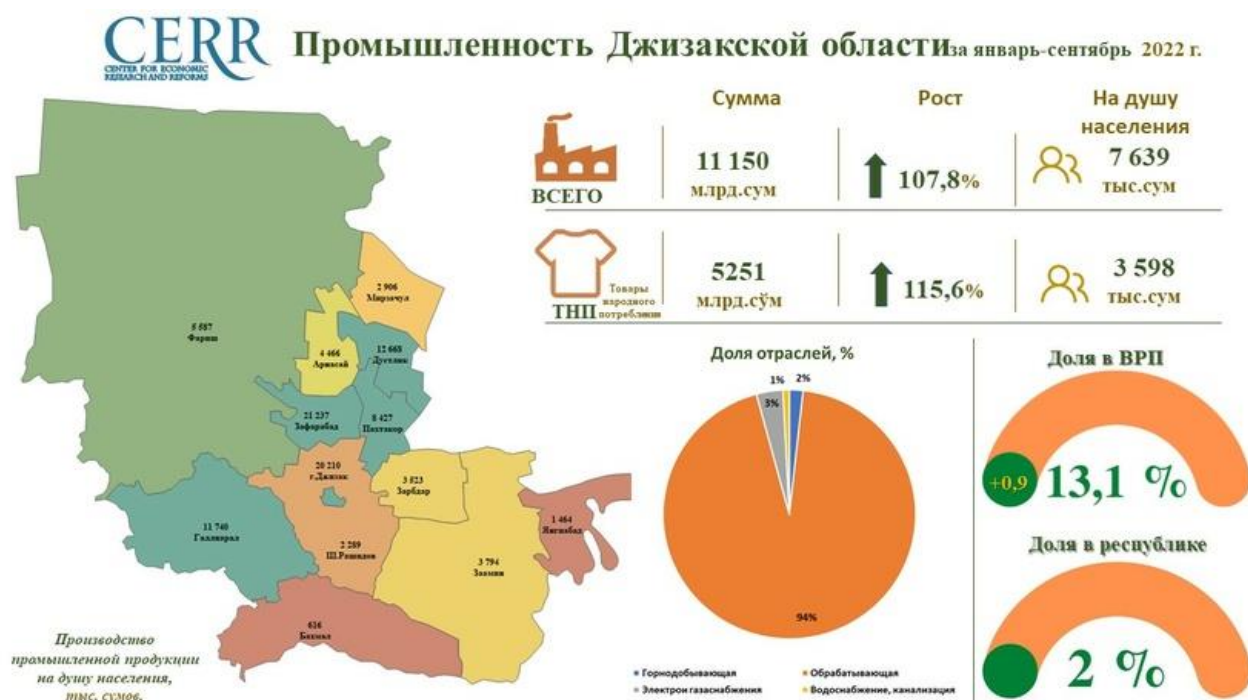 CERR
CENTER FOR ECONOMIC
RESEARCH AND REFORMS
Промышленность Джизакской области за январь-сентябрь 2022 г.
Сумма
Рост
На душу
населения
ВСЕГО
11 150
млрд.сум
107,8%
7 639
тыс.сум
ТНП
Товары
народного
потребления
5251
млрд.сўм
115,6%
3 598
тыс.сум
2 906
Мирзачул
5 587
Фариш
4 466
Арнасай
12 668
Дустлик
21 237
Зафарабад
8 427
Пахтакор
20 210
г.Джизак
3 523
Зарбдар
1 464
Янгиабад
11 740
Галляарал
2 289
Ш.Рашидов
3 794
Заамин
616
Бахмал
Производство
промышленной продукции
на душу населения,
тыс. сумов.
Доля отраслей, %
1%
2%
3%
94%
Горнодобывающая
Обрабатывающая
Электрои газаснабжения
Водоснабжение, канализация
Доля в ВРП
+0,9
13,1 %
Доля в республике
2 %